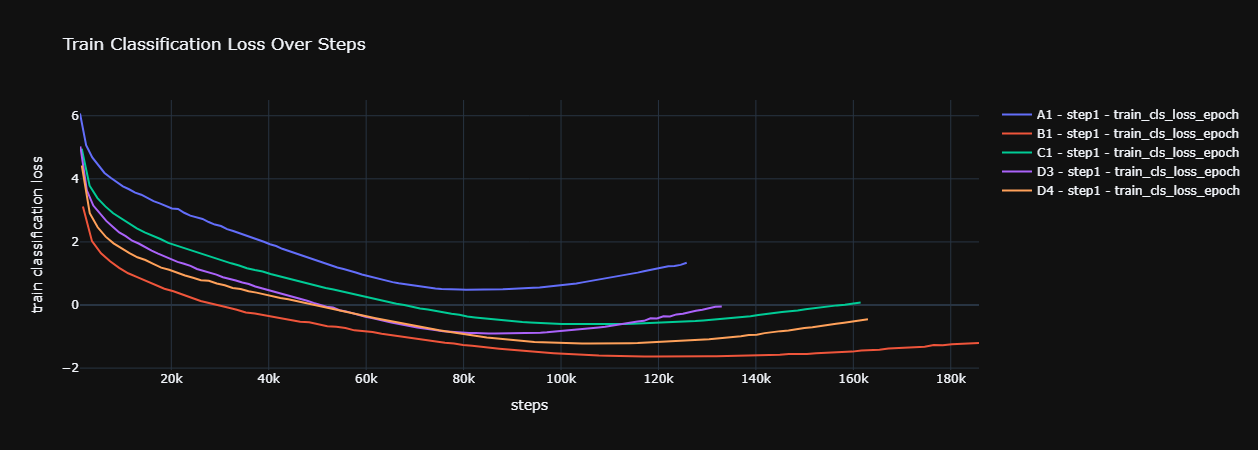 Train Classification Loss Over Steps
6
4
2
0
−2
train classification loss
20k 40k 60k 80k 100k 120k 140k 160k 180k
steps
A1 - step1 - train_cls_loss_epoch
B1 - step1 - train_cls_loss_epoch
C1 - step1 - train_cls_loss_epoch
D3 - step1 - train_cls_loss_epoch
D4 - step1 - train_cls_loss_epoch